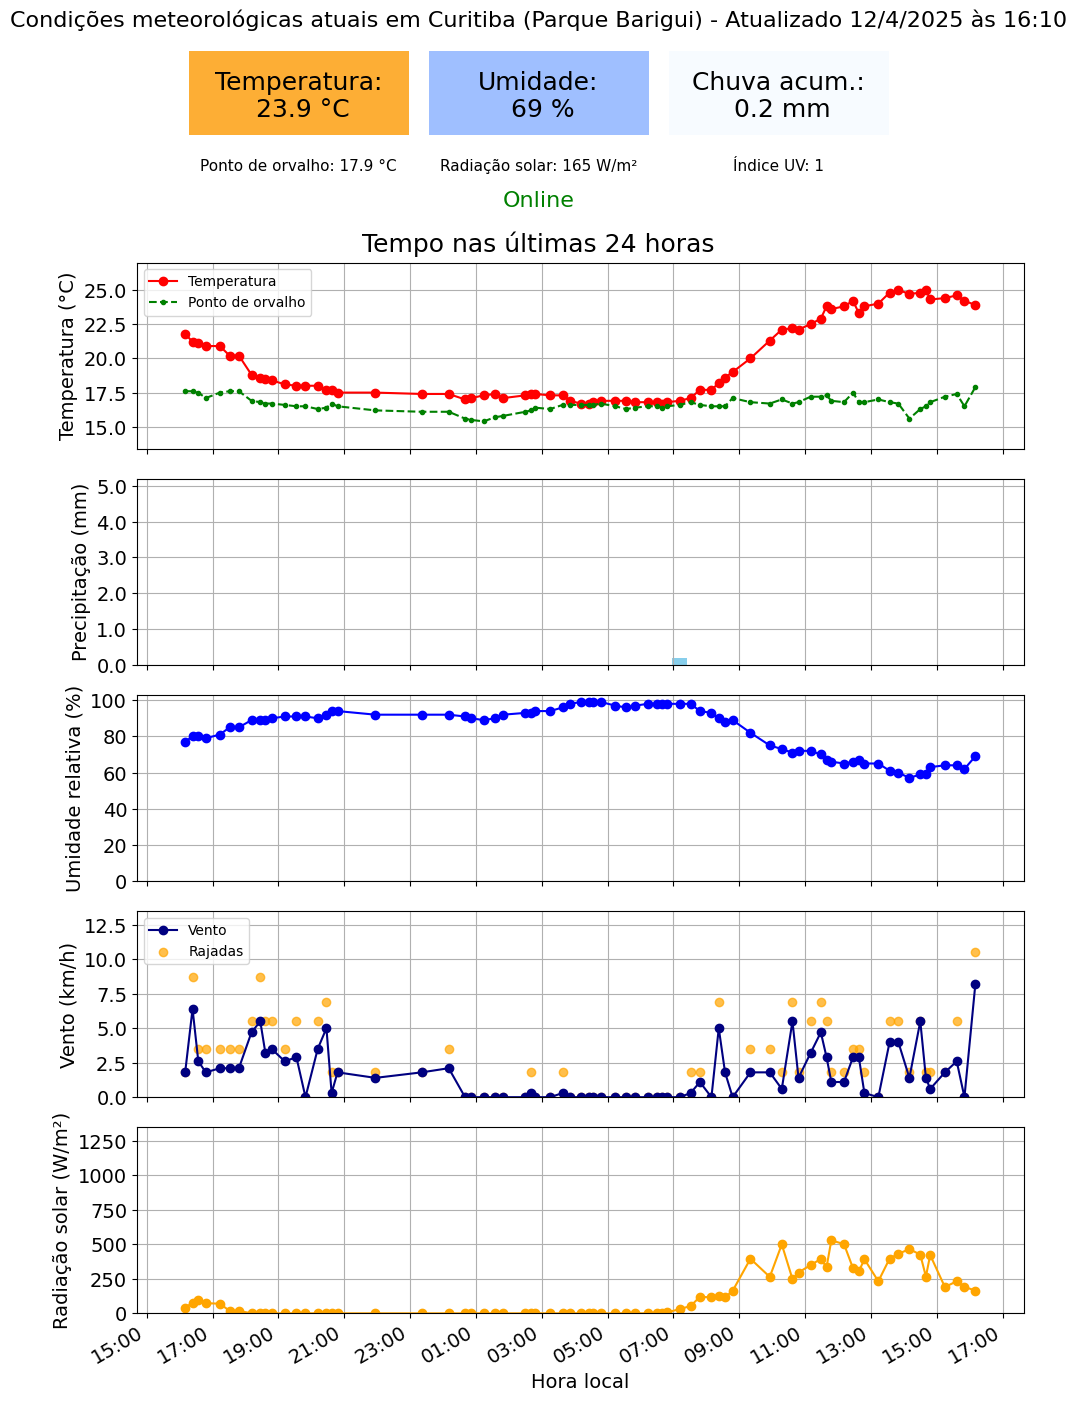 Condições meteorológicas atuais em Curitiba (Parque Barigui) - Atualizado 12/4/2025 às 16:10
Temperatura:
23.9 °C
Umidade:
69 %
Chuva acum.:
0.2 mm
Ponto de orvalho: 17.9 °C
Radiação solar: 165 W/m²
Índice UV: 1
Online
Tempo nas últimas 24 horas
Temperatura (°C)
25.0
22.5
20.0
17.5
15.0
Temperatura
Ponto de orvalho
Precipitação (mm)
5.0
4.0
3.0
2.0
1.0
0.0
Umidade relativa (%)
100
80
60
40
20
0
Vento (km/h)
12.5
10.0
7.5
5.0
2.5
0.0
Vento
Rajadas
Radiação solar (W/m²)
1250
1000
750
500
250
0
15:00
17:00
19:00
21:00
23:00
01:00
03:00
05:00
07:00
09:00
11:00
13:00
15:00
17:00
Hora local